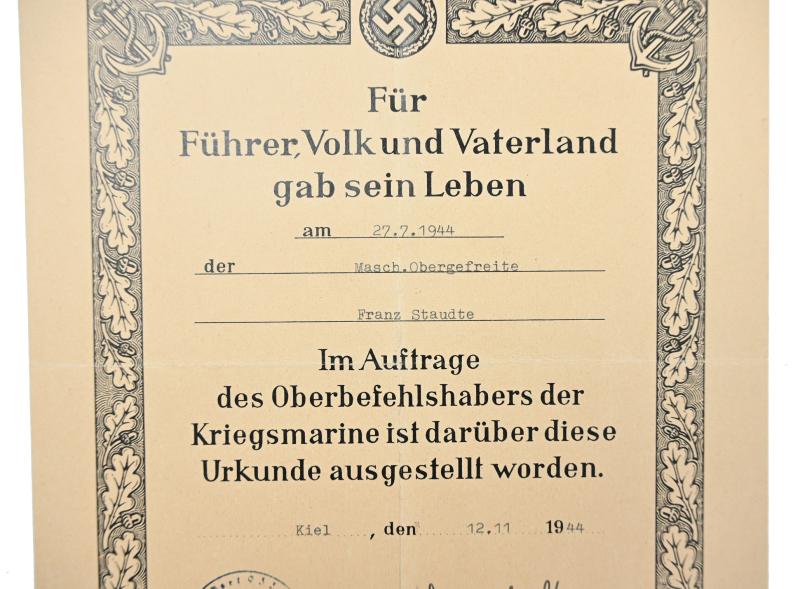 Für
Führer, Volk und Vaterland
gab sein Leben
am 27.7.1944
der Masch.Obergefreite
Franz Staudte
Im Auftrage
des Oberbefehlshabers der
Kriegsmarine ist darüber diese
Urkunde ausgestellt worden.
Kiel, den 12.11 1944